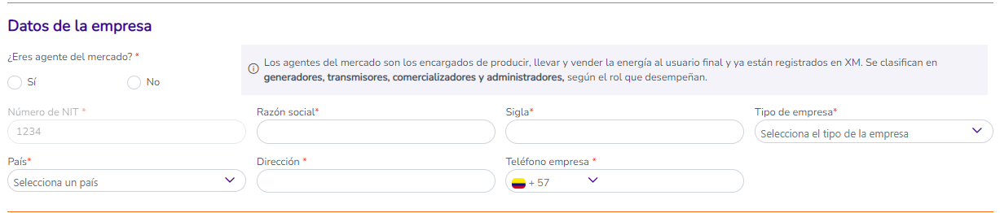 Datos de la empresa
¿Eres agente del mercado? *
Los agentes del mercado son los encargados de producir, llevar y vender la energía al usuario final y ya están registrados en XM. Se clasifican en
generadores, transmisores, comercializadores y administradores, según el rol que desempeñan.
Sí
No
Número de NIT *
Razón social*
Sigla*
Tipo de empresa*
1234
Selecciona el tipo de la empresa
País*
Dirección *
Teléfono empresa *
Selecciona un país
+ 57